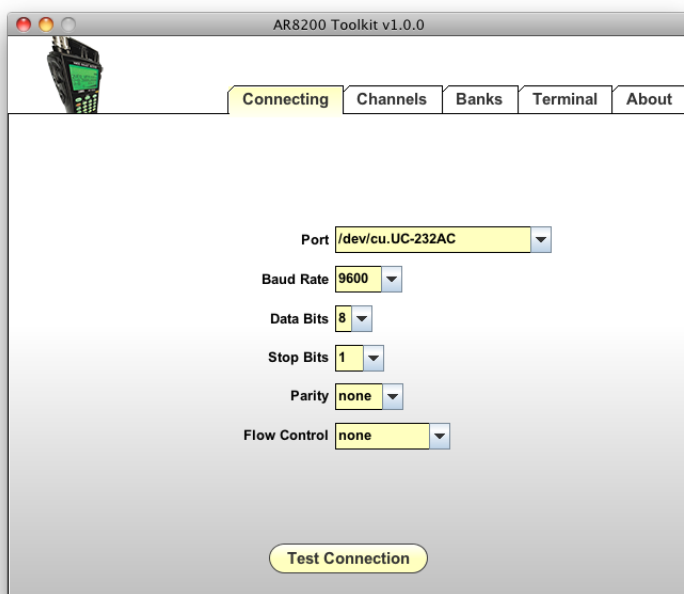 AR8200 Toolkit v1.0.0
Connecting Channels Banks Terminal About
Port /dev/cu.UC-232AC
Baud Rate 9600
Data Bits 8
Stop Bits 1
Parity none
Flow Control none
Test Connection